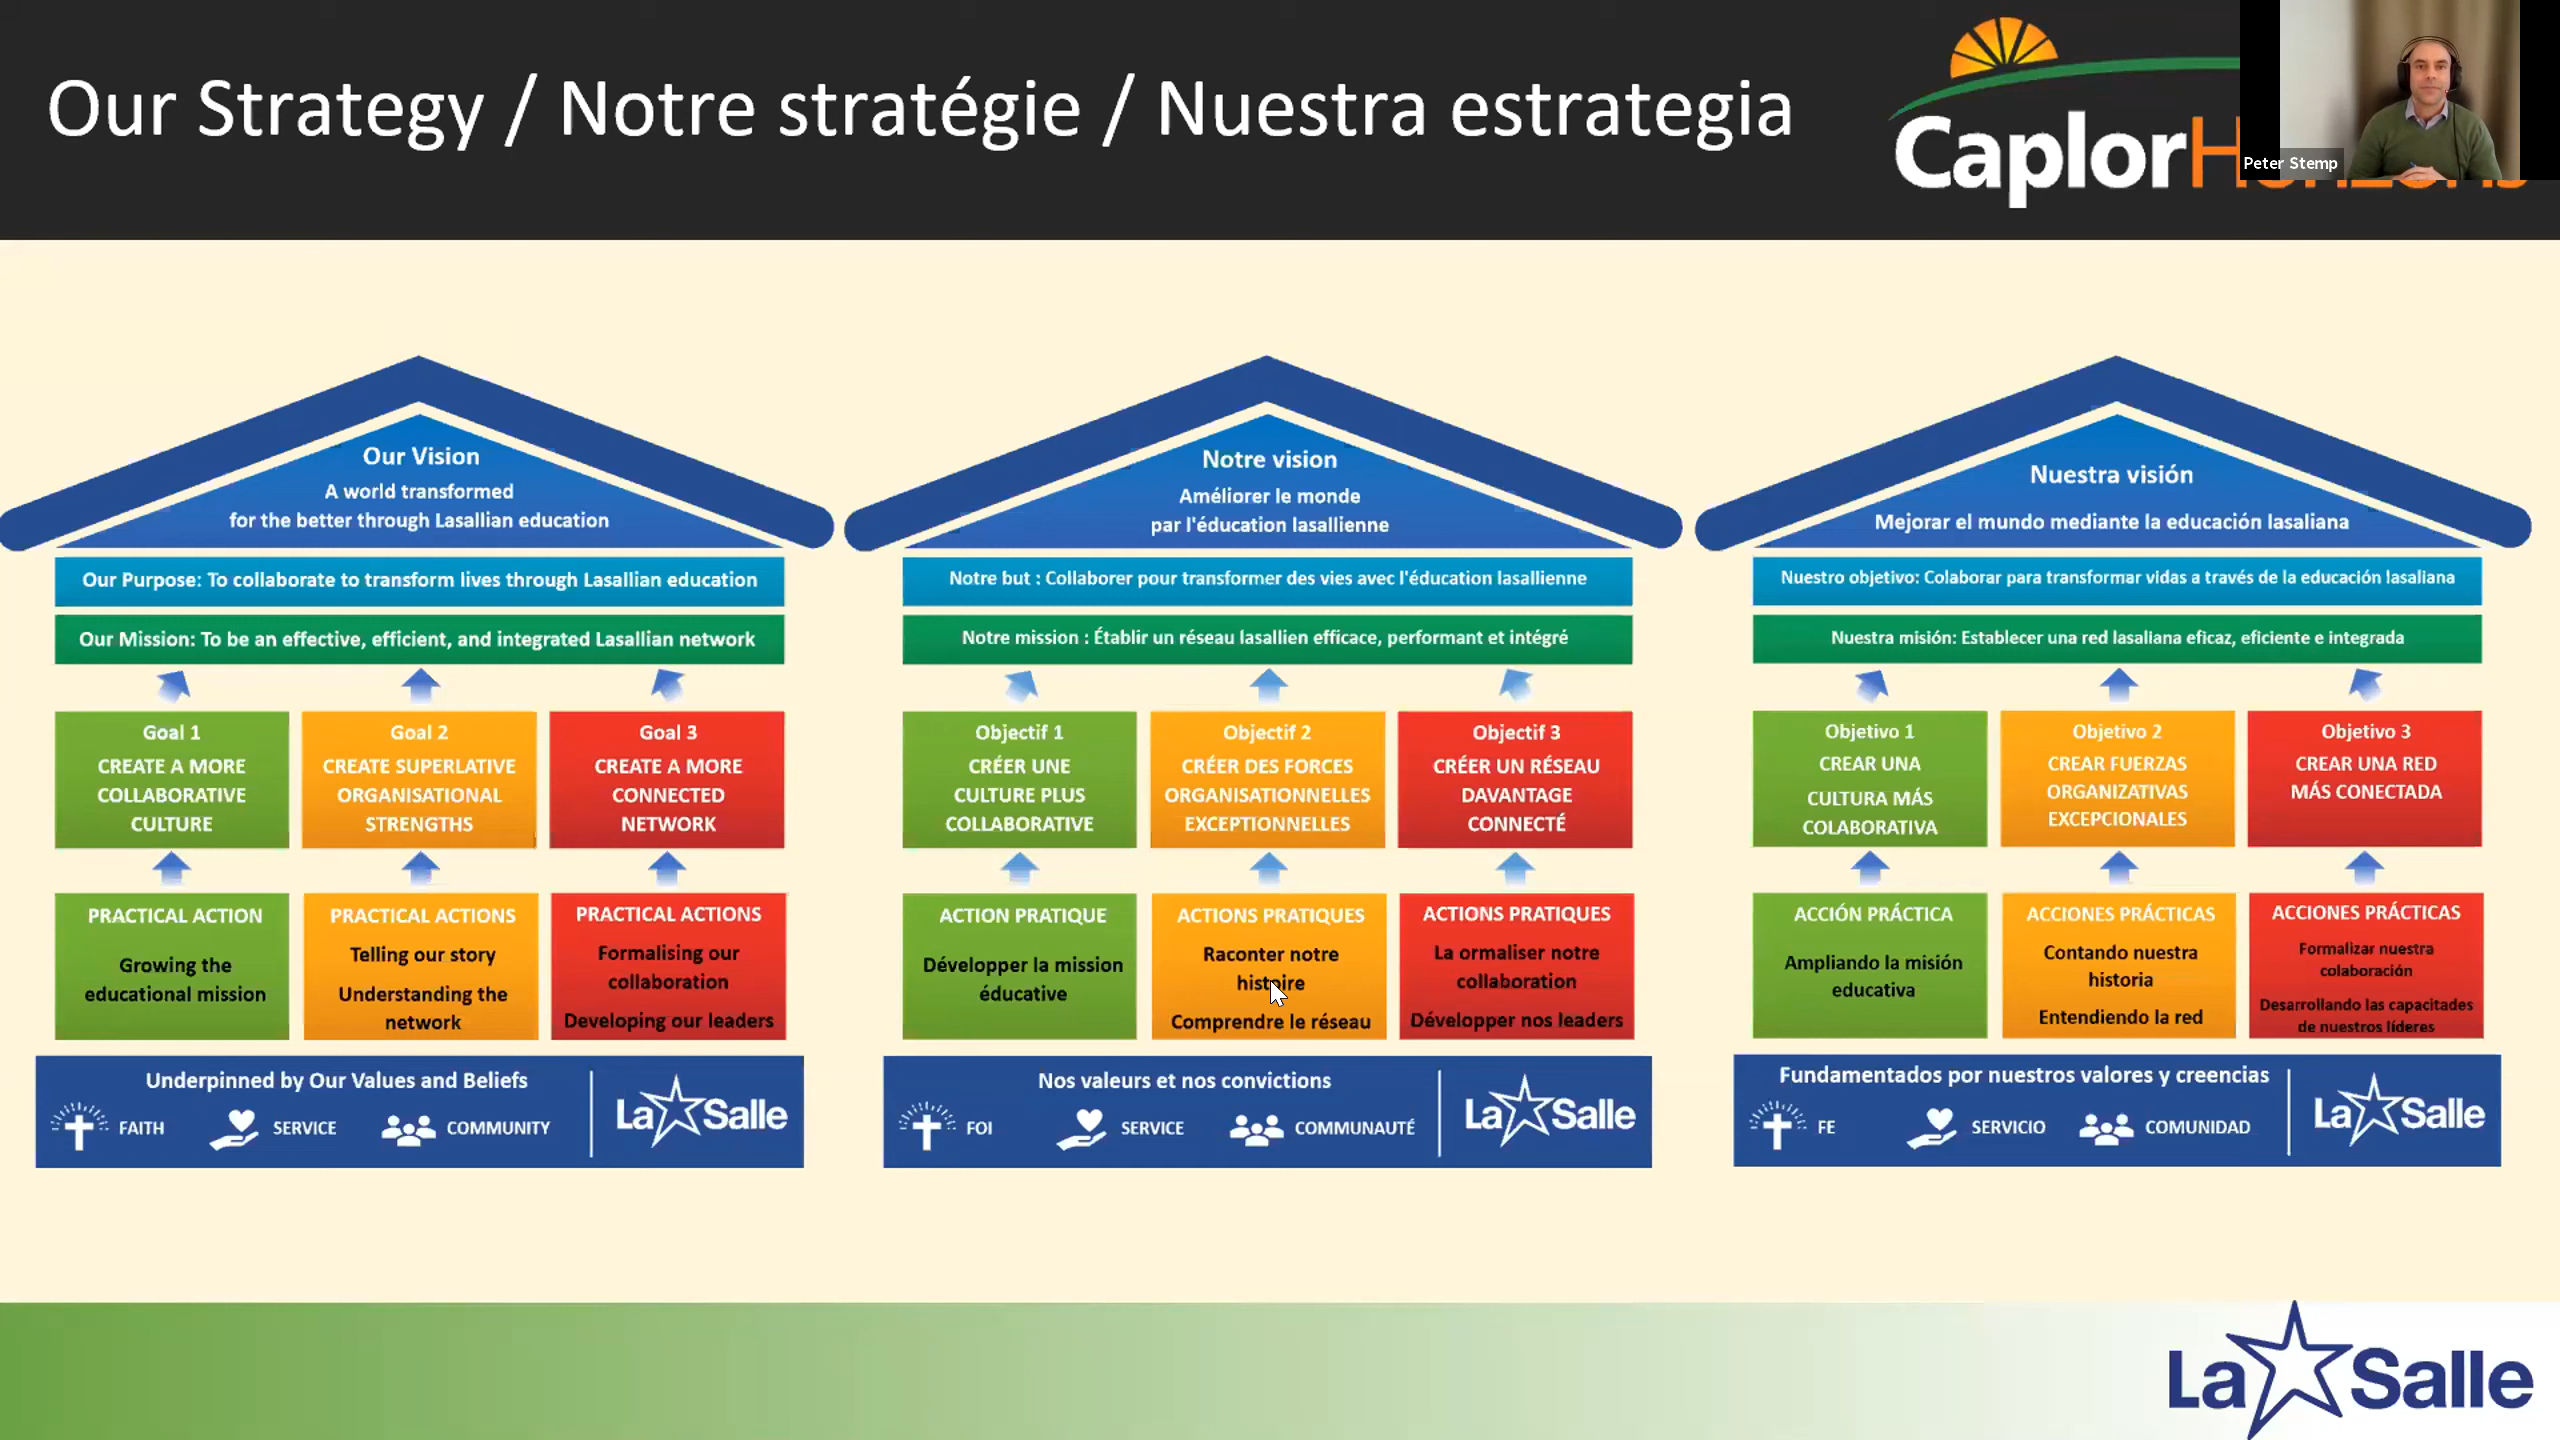 Our Strategy / Notre stratégie / Nuestra estrategia
Caplor
Peter Stemp
Our Vision
A world transformed
for the better through Lasallian education
Our Purpose: To collaborate to transform lives through Lasallian education
Our Mission: To be an effective, efficient, and integrated Lasallian network
Goal 1
CREATE A MORE
COLLABORATIVE
CULTURE
Goal 2
CREATE SUPERLATIVE
ORGANISATIONAL
STRENGTHS
Goal 3
CREATE A MORE
CONNECTED
NETWORK
PRACTICAL ACTION
Growing the
educational mission
PRACTICAL ACTIONS
Telling our story
Understanding the
network
PRACTICAL ACTIONS
Formalising our
collaboration
Developing our leaders
Underpinned by Our Values and Beliefs
FAITH
SERVICE
COMMUNITY
La Salle
Notre vision
Améliorer le monde
par l'éducation lasallienne
Notre but : Collaborer pour transformer des vies avec l'éducation lasallienne
Notre mission : Établir un réseau lasallien efficace, performant et intégré
Objectif 1
CRÉER UNE
CULTURE PLUS
COLLABORATIVE
Objectif 2
CRÉER DES FORCES
ORGANISATIONNELLES
EXCEPTIONNELLES
Objectif 3
CRÉER UN RÉSEAU
DAVANTAGE
CONNECTÉ
ACTION PRATIQUE
Développer la mission
éducative
ACTIONS PRATIQUES
Raconter notre
histoire
Comprendre le réseau
ACTIONS PRATIQUES
La ormaliser notre
collaboration
Développer nos leaders
Nos valeurs et nos convictions
FOI
SERVICE
COMMUNAUTÉ
La Salle
Nuestra visión
Mejorar el mundo mediante la educación lasaliana
Nuestro objetivo: Colaborar para transformar vidas a través de la educación lasaliana
Nuestra misión: Establecer una red lasaliana eficaz, eficiente e integrada
Objetivo 1
CREAR UNA
CULTURA MÁS
COLABORATIVA
Objetivo 2
CREAR FUERZAS
ORGANIZATIVAS
EXCEPCIONALES
Objetivo 3
CREAR UNA RED
MÁS CONECTADA
ACCIÓN PRÁCTICA
Ampliando la misión
educativa
ACCIONES PRÁCTICAS
Contando nuestra
historia
Entendiendo la red
ACCIONES PRÁCTICAS
Formalizar nuestra
colaboración
Desarrollando las capacitades
de nuestros líderes
Fundamentados por nuestros valores y creencias
FE
SERVICIO
COMUNIDAD
La Salle
La Salle